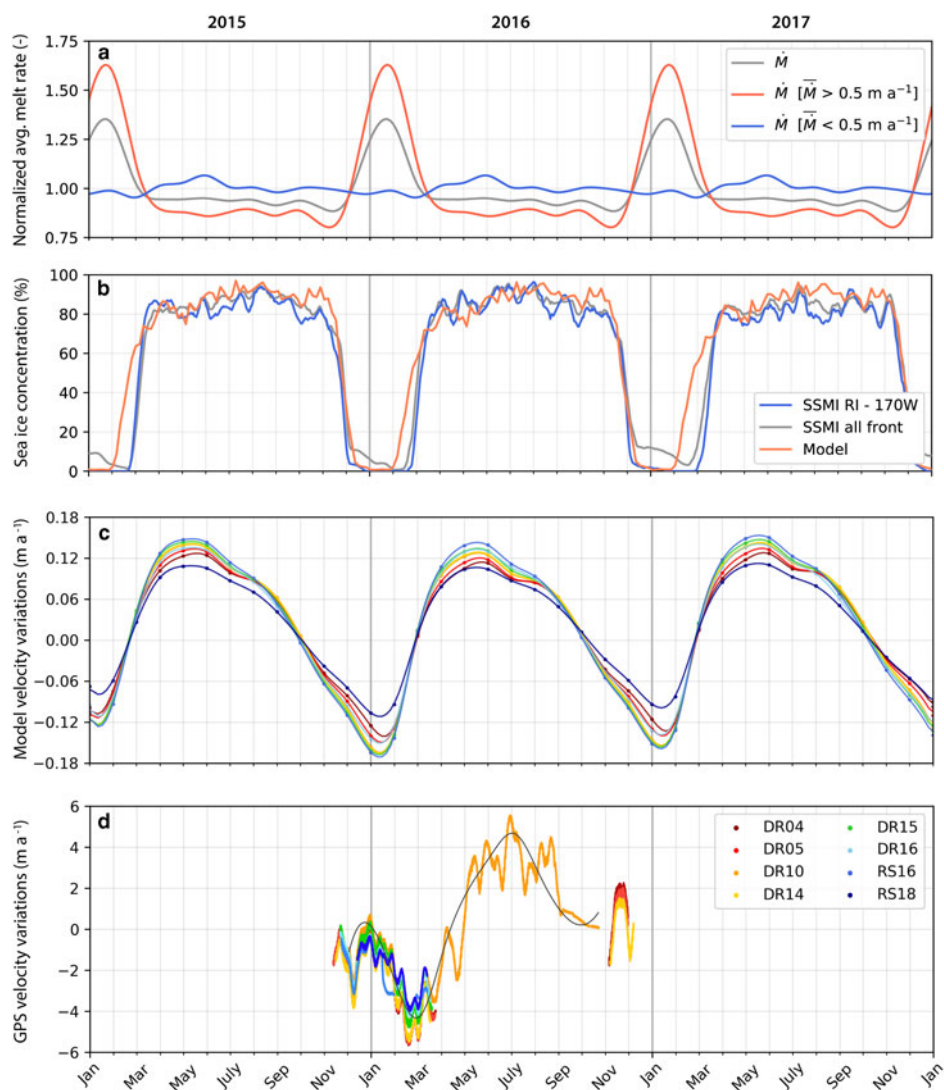 2015 2016 2017
a
Normalized avg. melt rate (-)
1.75
1.50
1.25
1.00
0.75
Ṁ
Ṁ [Ṁ̅ > 0.5 m a⁻¹]
Ṁ [Ṁ̅ < 0.5 m a⁻¹]
b
Sea ice concentration (%)
100
80
60
40
20
0
SSMI RI - 170W
SSMI all front
Model
c
Model velocity variations (m a⁻¹)
0.18
0.12
0.06
0.00
−0.06
−0.12
−0.18
d
GPS velocity variations (m a⁻¹)
6
4
2
0
−2
−4
−6
DR04 DR15
DR05 DR16
DR10 RS16
DR14 RS18
Jan Mar May July Sep Nov Jan Mar May July Sep Nov Jan Mar May July Sep Nov Jan